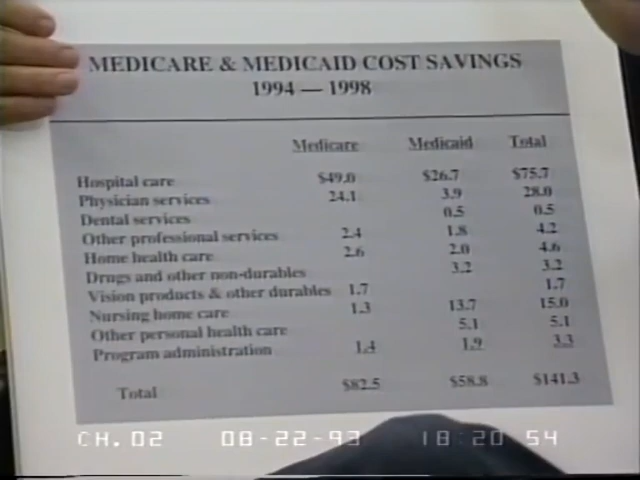 MEDICARE & MEDICAID COST SAVINGS
1994 — 1998
Medicare Medicaid Total
Hospital care $49.0 $26.7 $75.7
Physician services 24.1 3.9 28.0
Dental services 0.5 0.5
Other professional services 2.4 1.8 4.2
Home health care 2.6 2.0 4.6
Drugs and other non-durables 3.2 3.2
Vision products & other durables 1.7 1.7
Nursing home care 1.3 13.7 15.0
Other personal health care 5.1 5.1
Program administration 1.4 1.9 3.3
Total $82.5 $58.8 $141.3
CH.02 08-22-93 18:20 54